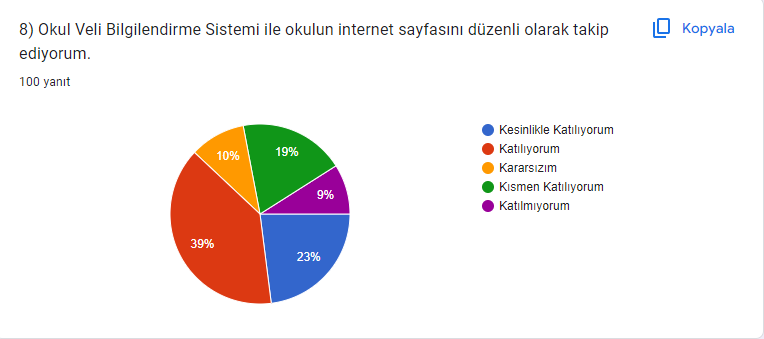 8) Okul Veli Bilgilendirme Sistemi ile okulun internet sayfasını düzenli olarak takip
ediyorum.
Kopyala
100 yanıt
Kesinlikle Katılıyorum
Katılıyorum
Kararsızım
Kısmen Katılıyorum
Katılmıyorum
10%
19%
9%
39%
23%